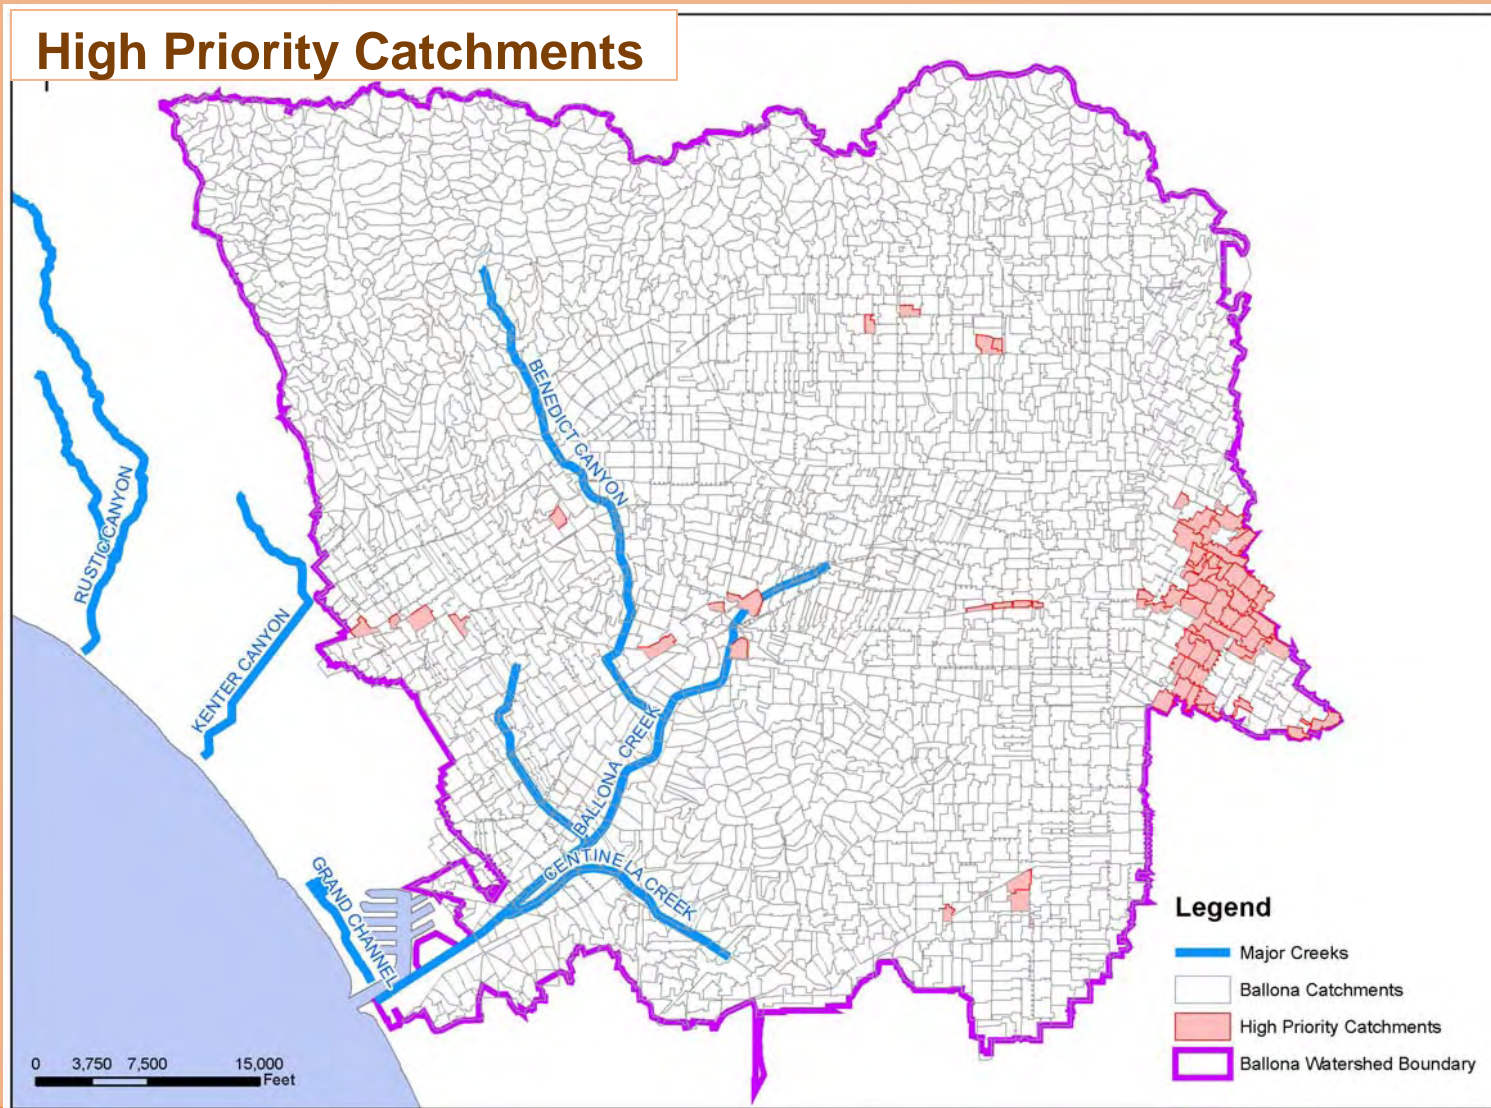 High Priority Catchments
BENEDICT CANYON
RUSTIC CANYON
KENTER CANYON
BALLONA CREEK
CENTINELA CREEK
GRAND CHANNEL
Legend
Major Creeks
Ballona Catchments
High Priority Catchments
Ballona Watershed Boundary
0 3,750 7,500 15,000
Feet